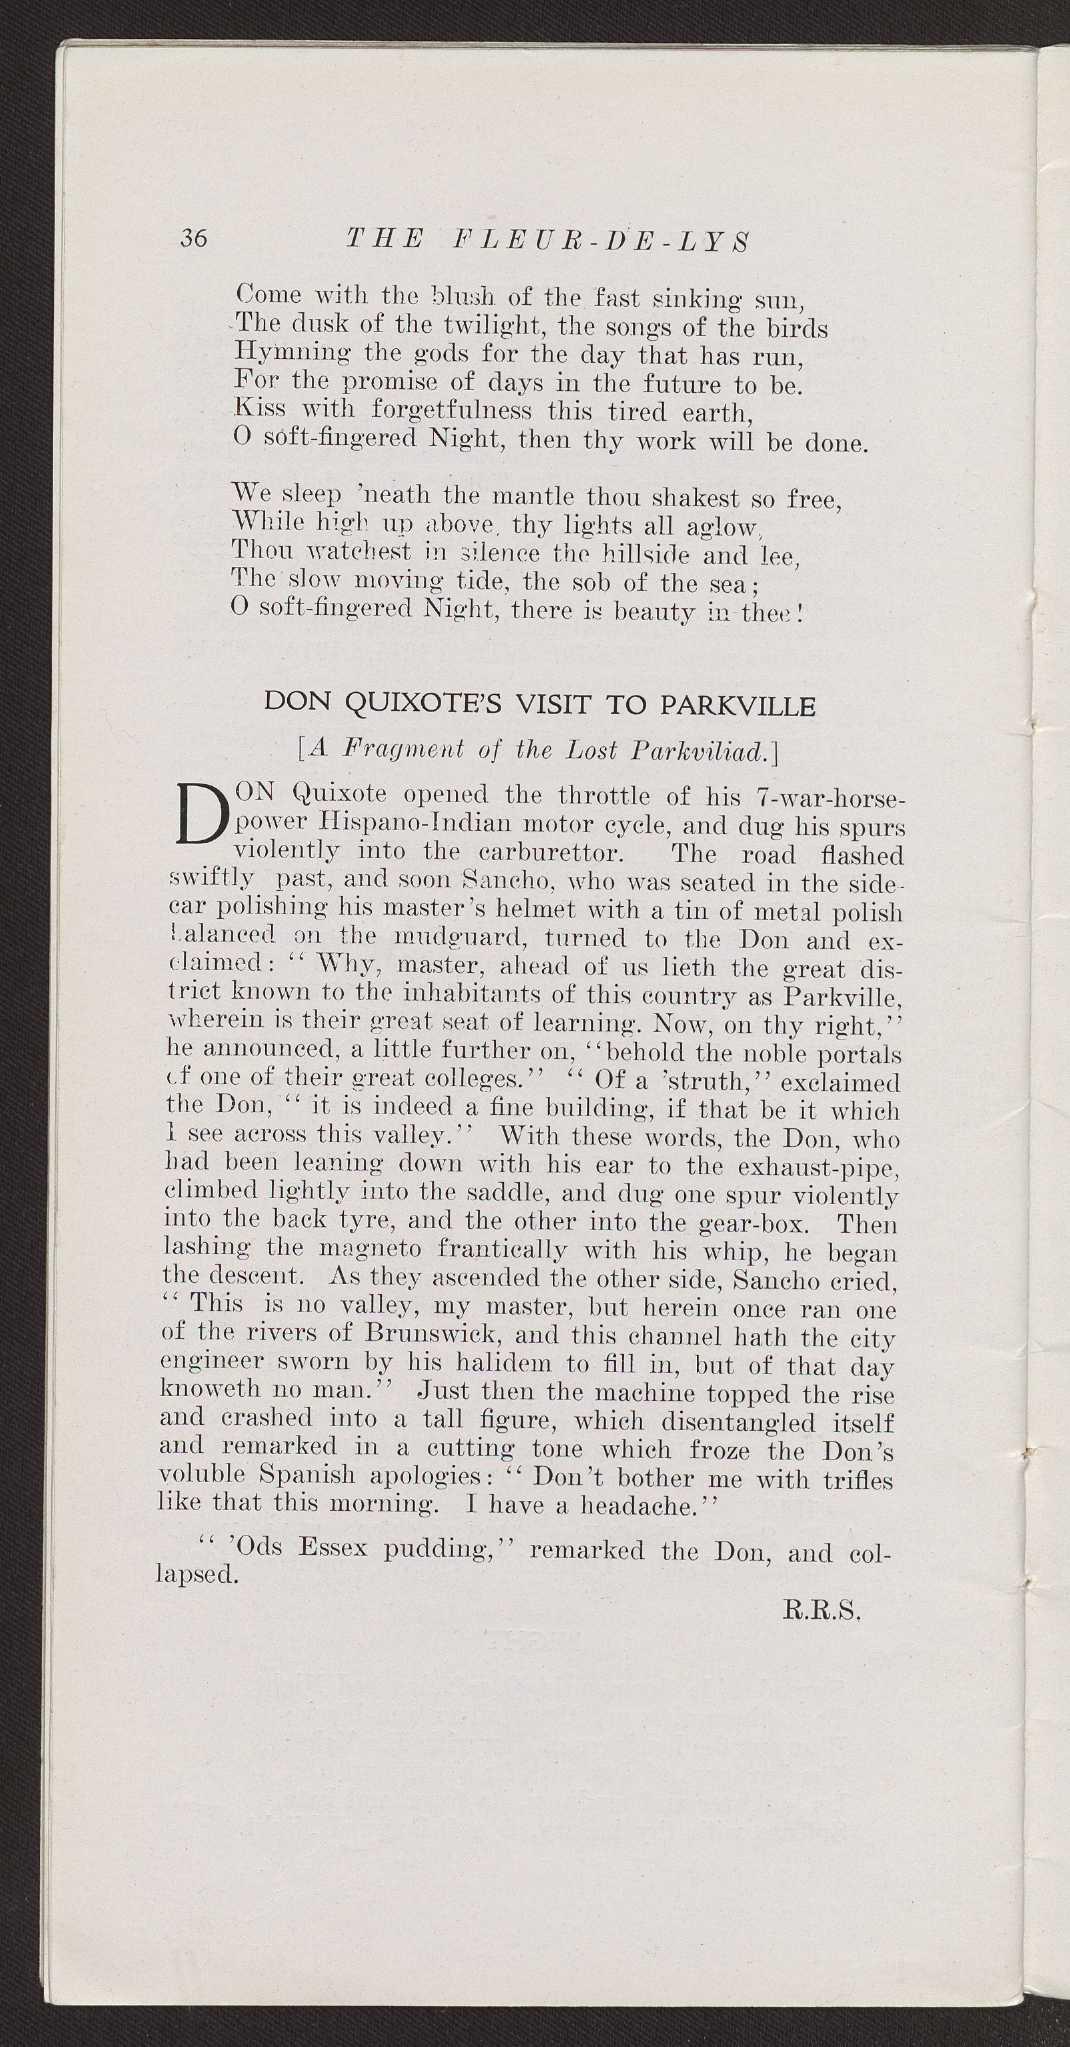 36 THE FLEUR-DE-LYS
Come with the blush of the fast sinking sun,
The dusk of the twilight, the songs of the birds
Hymning the gods for the day that has run,
For the promise of days in the future to be.
Kiss with forgetfulness this tired earth,
O soft-fingered Night, then thy work will be done.
We sleep 'neath the mantle thou shakest so free,
While high up above, thy lights all aglow,
Thou watchest in silence the hillside and lee,
The slow moving tide, the sob of the sea;
O soft-fingered Night, there is beauty in thee!
DON QUIXOTE'S VISIT TO PARKVILLE
[A Fragment of the Lost Parkviliad.]
DON Quixote opened the throttle of his 7-war-horse-
power Hispano-Indian motor cycle, and dug his spurs
violently into the carburettor. The road flashed
swiftly past, and soon Sancho, who was seated in the side-
car polishing his master's helmet with a tin of metal polish
balanced on the mudguard, turned to the Don and ex-
claimed: "Why, master, ahead of us lieth the great dis-
trict known to the inhabitants of this country as Parkville,
wherein is their great seat of learning. Now, on thy right,"
he announced, a little further on, "behold the noble portals
of one of their great colleges." "Of a 'struth," exclaimed
the Don, "it is indeed a fine building, if that be it which
I see across this valley." With these words, the Don, who
had been leaning down with his ear to the exhaust-pipe,
climbed lightly into the saddle, and dug one spur violently
into the back tyre, and the other into the gear-box. Then
lashing the magneto frantically with his whip, he began
the descent. As they ascended the other side, Sancho cried,
"This is no valley, my master, but herein once ran one
of the rivers of Brunswick, and this channel hath the city
engineer sworn by his halidem to fill in, but of that day
knoweth no man." Just then the machine topped the rise
and crashed into a tall figure, which disentangled itself
and remarked in a cutting tone which froze the Don's
voluble Spanish apologies: "Don't bother me with trifles
like that this morning. I have a headache."
"'Ods Essex pudding," remarked the Don, and col-
lapsed.
R.R.S.